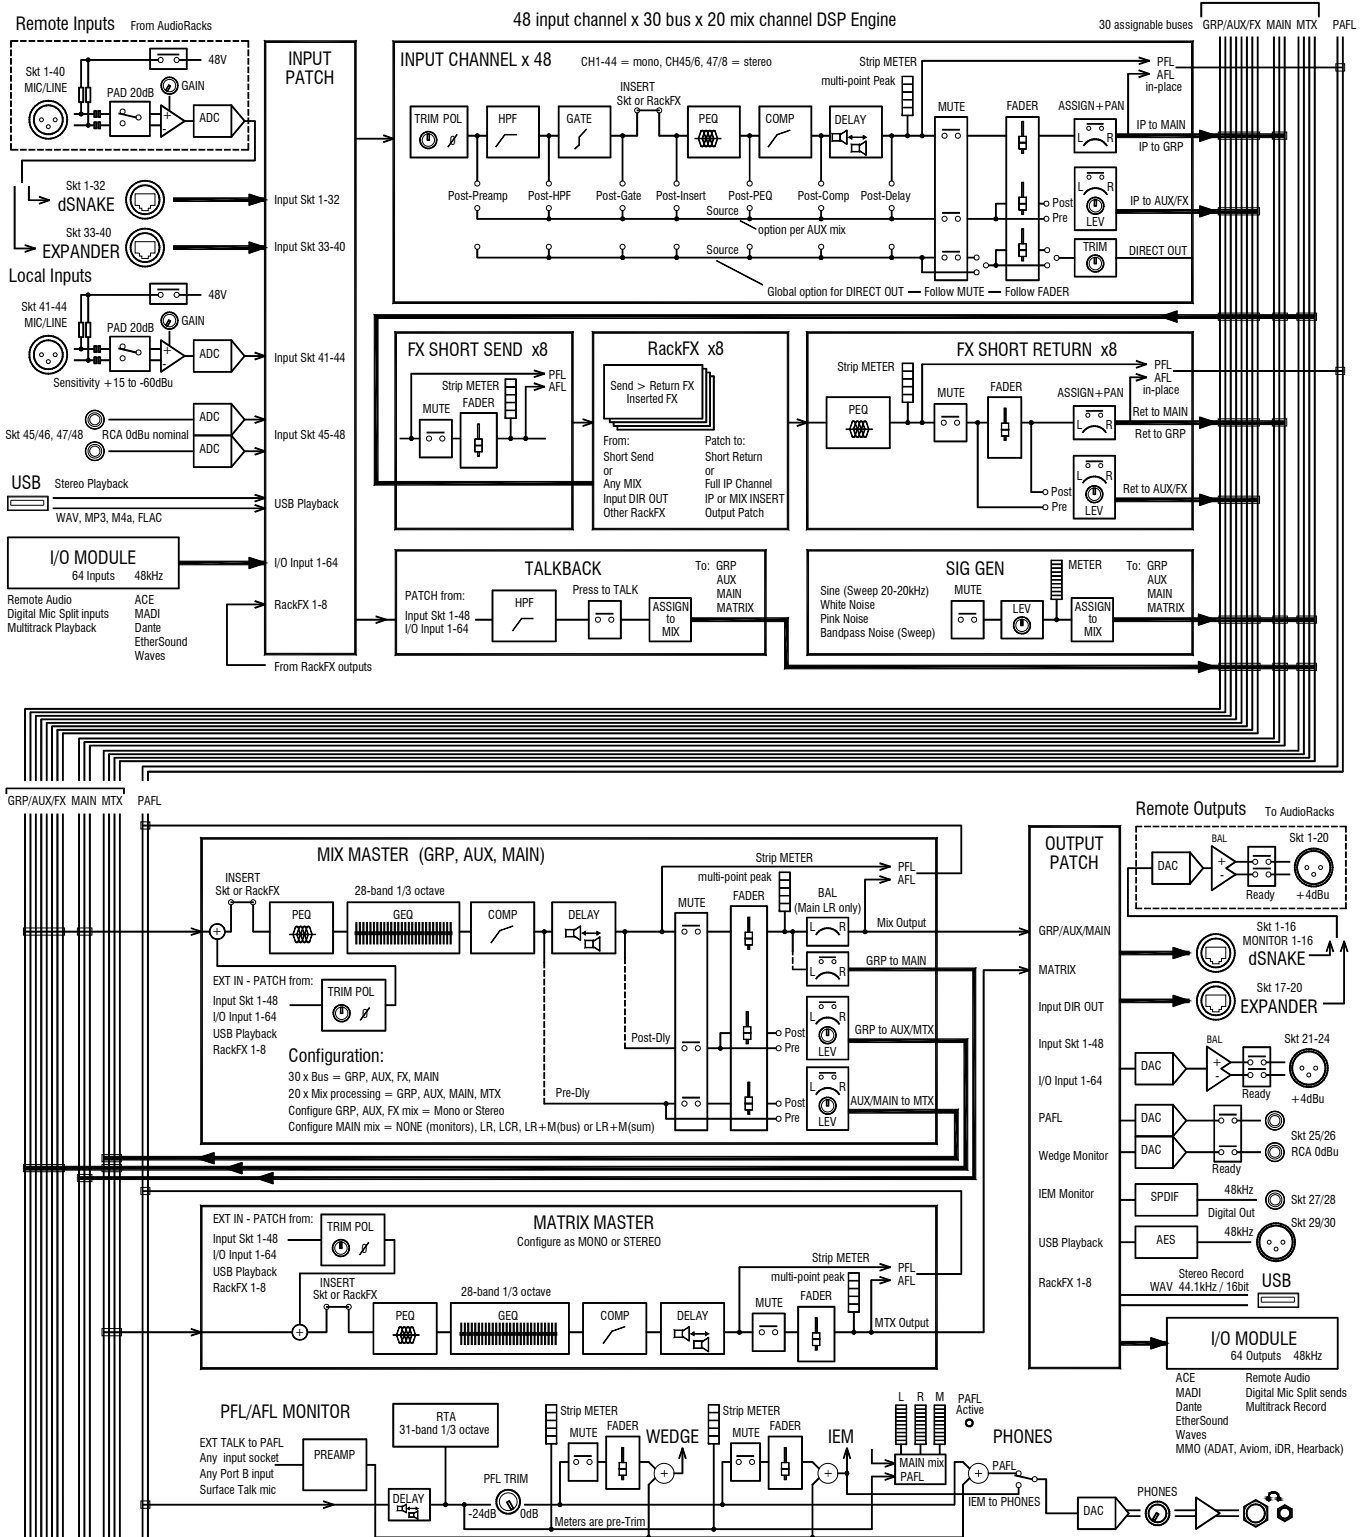 48 input channel x 30 bus x 20 mix channel DSP Engine
30 assignable buses GRP/AUX/FX MAIN MTX PAFL
Remote Inputs From AudioRacks
Skt 1-40
MIC/LINE
48V
PAD 20dB
GAIN
+
-
ADC
Skt 1-32
dSNAKE
Skt 33-40
EXPANDER
Local Inputs
Skt 41-44
MIC/LINE
48V
PAD 20dB
GAIN
+
-
ADC
Sensitivity +15 to -60dBu
ADC
Skt 45/46, 47/48 RCA 0dBu nominal
ADC
USB Stereo Playback
WAV, MP3, M4a, FLAC
I/O MODULE
64 Inputs 48kHz
Remote Audio
Digital Mic Split inputs
Multitrack Playback
ACE
MADI
Dante
EtherSound
Waves
INPUT
PATCH
Input Skt 1-32
Input Skt 33-40
Input Skt 41-44
Input Skt 45-48
USB Playback
I/O Input 1-64
RackFX 1-8
From RackFX outputs
INPUT CHANNEL x 48 CH1-44 = mono, CH45/6, 47/8 = stereo
Strip METER
multi-point Peak
PFL
AFL
in-place
INSERT
Skt or RackFX
TRIM POL
HPF
GATE
PEQ
COMP
DELAY
MUTE
FADER
ASSIGN+PAN
L R
IP to MAIN
IP to GRP
Post-Preamp
Post-HPF
Post-Gate
Post-Insert
Post-PEQ
Post-Comp
Post-Delay
Source
option per AUX mix
Post
Pre
L R
LEV
IP to AUX/FX
Source
TRIM
DIRECT OUT
Global option for DIRECT OUT — Follow MUTE — Follow FADER
FX SHORT SEND x8
PFL
AFL
Strip METER
MUTE
FADER
RackFX x8
Send > Return FX
Inserted FX
From:
Short Send
or
Any MIX
Input DIR OUT
Other RackFX
Patch to:
Short Return
or
Full IP Channel
IP or MIX INSERT
Output Patch
FX SHORT RETURN x8
Strip METER
PFL
AFL
in-place
PEQ
MUTE
FADER
ASSIGN+PAN
L R
Ret to MAIN
Ret to GRP
Post
Pre
L R
LEV
Ret to AUX/FX
TALKBACK
PATCH from:
Input Skt 1-48
I/O Input 1-64
HPF
Press to TALK
ASSIGN
to
MIX
To: GRP
AUX
MAIN
MATRIX
SIG GEN
Sine (Sweep 20-20kHz)
White Noise
Pink Noise
Bandpass Noise (Sweep)
MUTE
LEV
METER
ASSIGN
to
MIX
To: GRP
AUX
MAIN
MATRIX
GRP/AUX/FX MAIN MTX PAFL
MIX MASTER (GRP, AUX, MAIN)
INSERT
Skt or RackFX
28-band 1/3 octave
PEQ
GEQ
COMP
DELAY
Strip METER
multi-point peak
MUTE
FADER
PFL
AFL
BAL
(Main LR only)
L R
Mix Output
L R
GRP to MAIN
EXT IN - PATCH from:
Input Skt 1-48
I/O Input 1-64
USB Playback
RackFX 1-8
TRIM POL
+
Post-Dly
Post
Pre
L R
LEV
GRP to AUX/MTX
Pre-Dly
Post
Pre
L R
LEV
AUX/MAIN to MTX
Configuration:
30 x Bus = GRP, AUX, FX, MAIN
20 x Mix processing = GRP, AUX, MAIN, MTX
Configure GRP, AUX, FX mix = Mono or Stereo
Configure MAIN mix = NONE (monitors), LR, LCR, LR+M(bus) or LR+M(sum)
MATRIX MASTER
Configure as MONO or STEREO
EXT IN - PATCH from:
Input Skt 1-48
I/O Input 1-64
USB Playback
RackFX 1-8
TRIM POL
INSERT
Skt or RackFX
+
28-band 1/3 octave
PEQ
GEQ
COMP
DELAY
MUTE
FADER
Strip METER
multi-point peak
PFL
AFL
MTX Output
OUTPUT
PATCH
GRP/AUX/MAIN
MATRIX
Input DIR OUT
Input Skt 1-48
I/O Input 1-64
PAFL
Wedge Monitor
IEM Monitor
USB Playback
RackFX 1-8
Remote Outputs To AudioRacks
DAC
BAL
+
-
Ready
Skt 1-20
+4dBu
Skt 1-16
MONITOR 1-16
dSNAKE
Skt 17-20
EXPANDER
DAC
BAL
+
-
Ready
Skt 21-24
+4dBu
DAC
DAC
Ready
Skt 25/26
RCA 0dBu
SPDIF
48kHz
Digital Out
Skt 27/28
AES
48kHz
Skt 29/30
Stereo Record
WAV 44.1kHz / 16bit
USB
I/O MODULE
64 Outputs 48kHz
ACE
MADI
Dante
EtherSound
Waves
MMO (ADAT, Aviom, iDR, Hearback)
Remote Audio
Digital Mic Split sends
Multitrack Record
PFL/AFL MONITOR
EXT TALK to PAFL
Any input socket
Any Port B input
Surface Talk mic
PREAMP
RTA
31-band 1/3 octave
DELAY
PFL TRIM
-24dB 0dB
Meters are pre-Trim
Strip METER
MUTE
FADER
WEDGE
+
Strip METER
MUTE
FADER
IEM
+
L R M
PAFL
Active
MAIN mix
PAFL
PHONES
+
PAFL
IEM to PHONES
DAC
PHONES